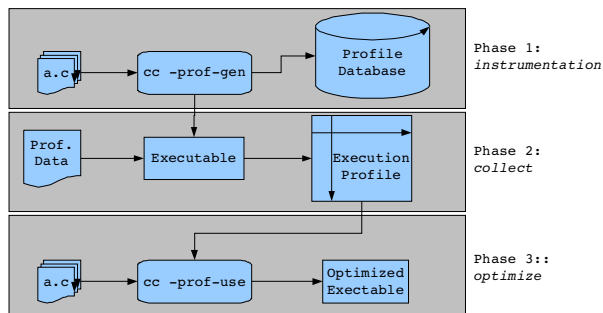 a.c
cc -prof-gen
Profile
Database
Phase 1:
instrumentation
Prof.
Data
Executable
Execution
Profile
Phase 2:
collect
a.c
cc -prof-use
Optimized
Exectable
Phase 3::
optimize